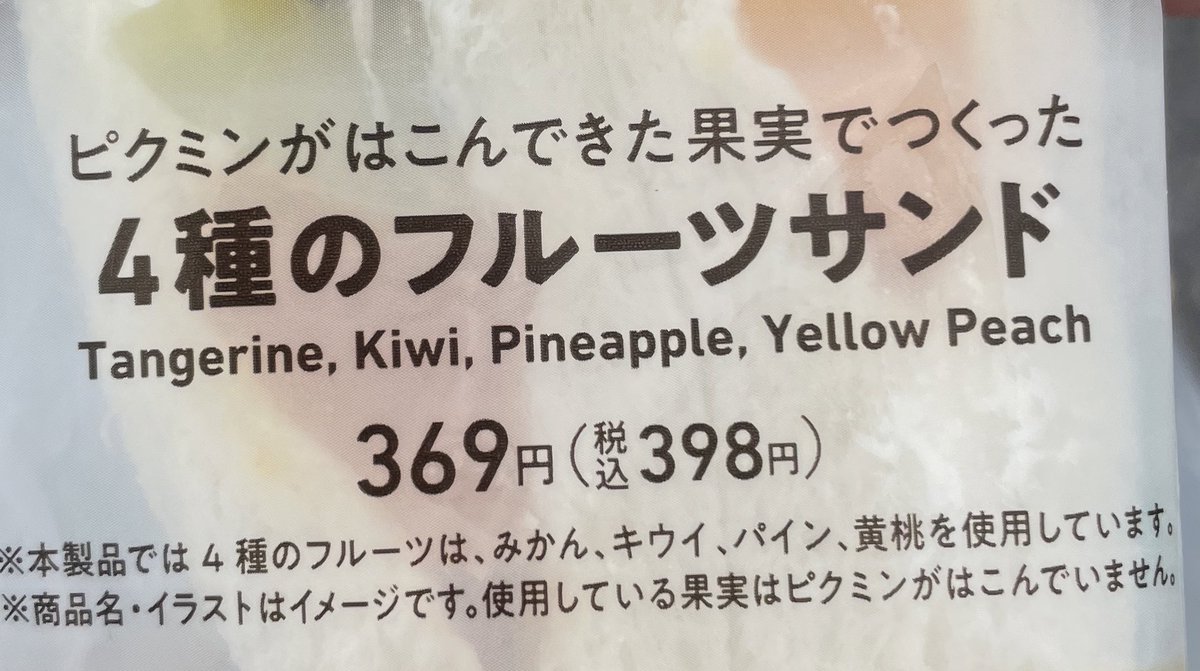 ピクミンがはこんできた果実でつくった
4種のフルーツサンド
Tangerine, Kiwi, Pineapple, Yellow Peach
369円(税込398円)
※本製品では4種のフルーツは、みかん、キウイ、パイン、黄桃を使用しています。
※商品名・イラストはイメージです。使用している果実はピクミンがはこんでいません。